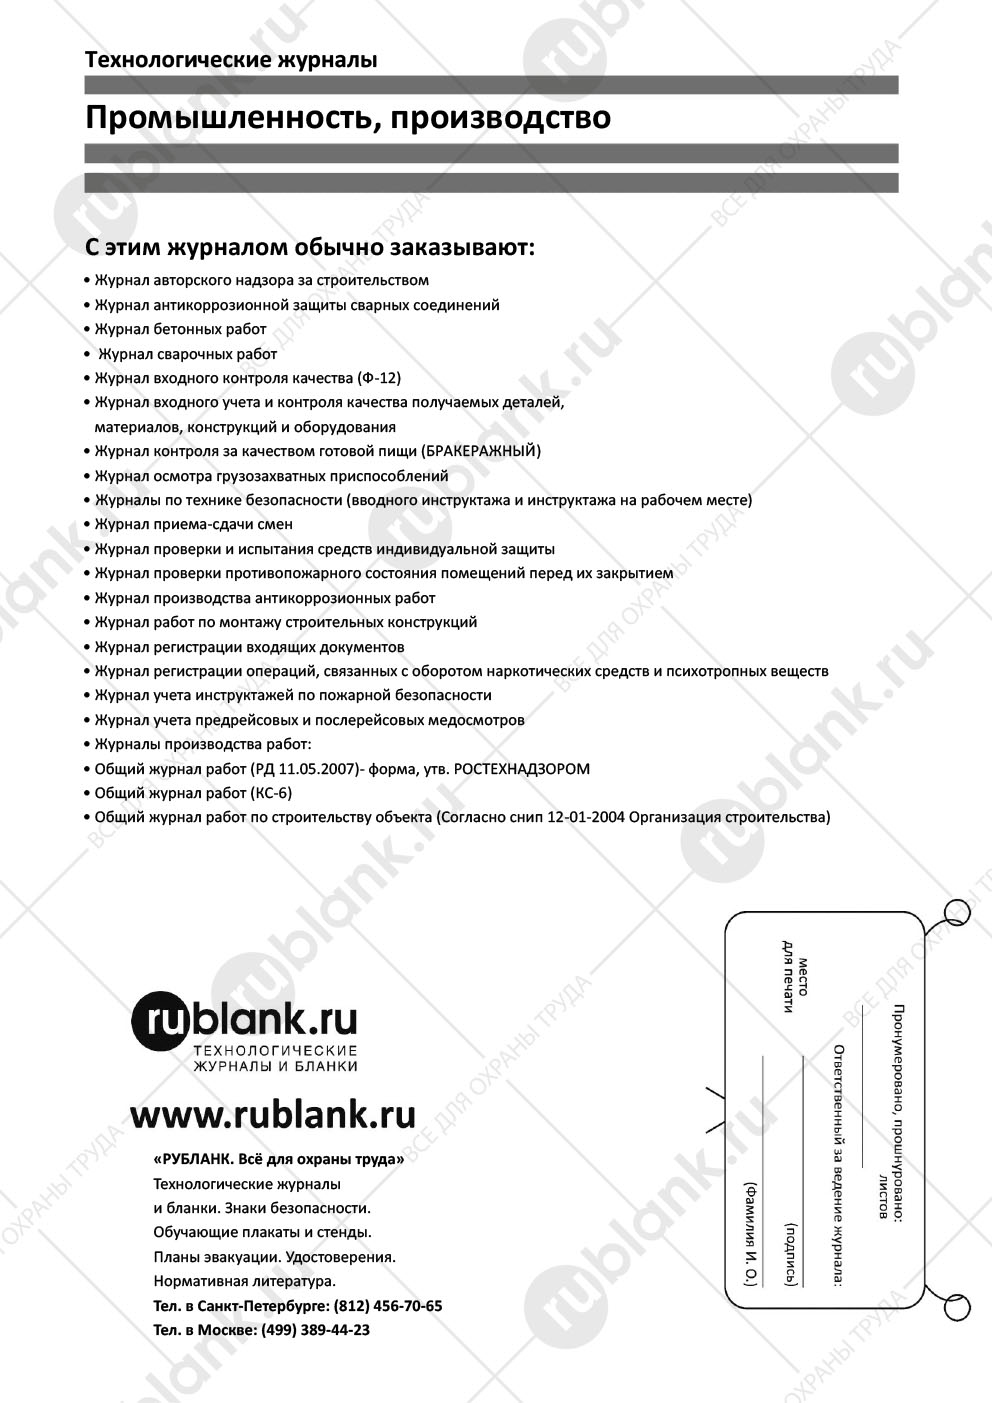 Технологические журналы
Промышленность, производство
С этим журналом обычно заказывают:
• Журнал авторского надзора за строительством
• Журнал антикоррозионной защиты сварных соединений
• Журнал бетонных работ
• Журнал сварочных работ
• Журнал входного контроля качества (Ф-12)
• Журнал входного учета и контроля качества получаемых деталей,
материалов, конструкций и оборудования
• Журнал контроля за качеством готовой пищи (БРАКЕРАЖНЫЙ)
• Журнал осмотра грузозахватных приспособлений
• Журналы по технике безопасности (вводного инструктажа и инструктажа на рабочем месте)
• Журнал приема-сдачи смен
• Журнал проверки и испытания средств индивидуальной защиты
• Журнал проверки противопожарного состояния помещений перед их закрытием
• Журнал производства антикоррозионных работ
• Журнал работ по монтажу строительных конструкций
• Журнал регистрации входящих документов
• Журнал регистрации операций, связанных с оборотом наркотических средств и психотропных веществ
• Журнал учета инструктажей по пожарной безопасности
• Журнал учета предрейсовых и послерейсовых медосмотров
• Журналы производства работ:
• Общий журнал работ (РД 11.05.2007)- форма, утв. РОСТЕХНАДЗОРОМ
• Общий журнал работ (КС-6)
• Общий журнал работ по строительству объекта (Согласно снип 12-01-2004 Организация строительства)
rublank.ru
ТЕХНОЛОГИЧЕСКИЕ
ЖУРНАЛЫ И БЛАНКИ
www.rublank.ru
«РУБЛАНК. Всё для охраны труда»
Технологические журналы
и бланки. Знаки безопасности.
Обучающие плакаты и стенды.
Планы эвакуации. Удостоверения.
Нормативная литература.
Тел. в Санкт-Петербурге: (812) 456-70-65
Тел. в Москве: (499) 389-44-23
Пронумеровано, прошнуровано:
листов
Ответственный за ведение журнала:
место
для печати
(подпись)
(Фамилия И. О.)
rublank.ru
ВСЕ ДЛЯ ОХРАНЫ ТРУДА